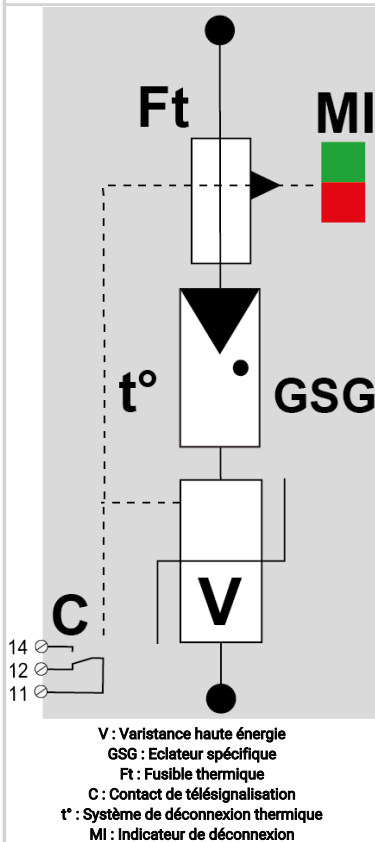 Ft
MI
t°
GSG
V
C
14
12
11
V : Varistance haute énergie
GSG : Eclateur spécifique
Ft : Fusible thermique
C : Contact de télésignalisation
t° : Système de déconnexion thermique
MI : Indicateur de déconnexion